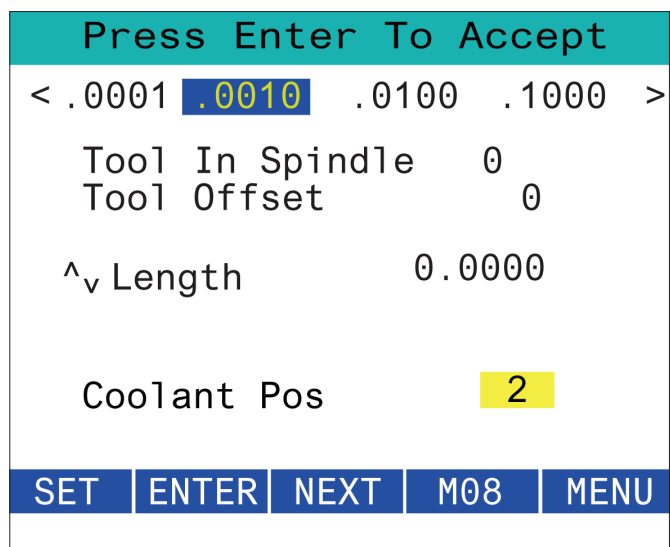 Press Enter To Accept
< .0001 .0010 .0100 .1000 >
Tool In Spindle 0
Tool Offset 0
^v Length 0.0000
Coolant Pos 2
SET ENTER NEXT M08 MENU